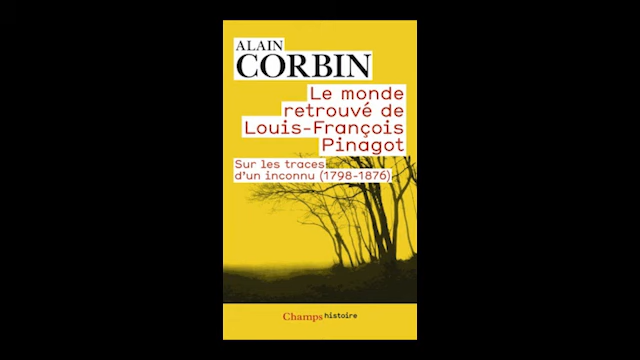 ALAIN
CORBIN
Le monde
retrouvé de
Louis-François
Pinagot
Sur les traces
d'un inconnu (1798-1876)
Champs histoire